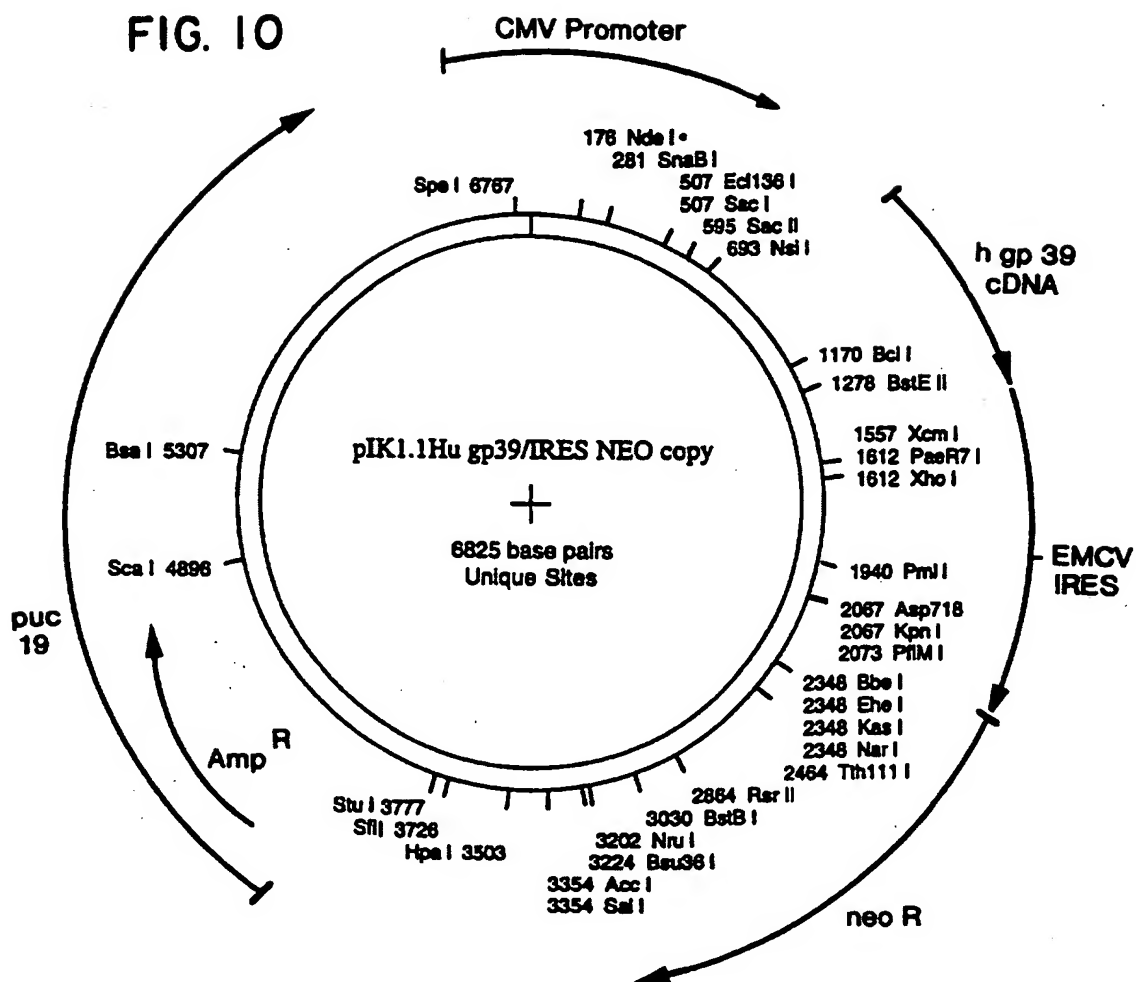 FIG. 10
CMV Promoter
176 Nde I •
281 SnaB I
507 Ecl136 I
507 Sac I
595 Sac II
693 Nsi I
Spe I 6767
h gp 39
cDNA
1170 Bcl I
1278 BstE II
1557 Xcm I
1612 PaeR7 I
1612 Xho I
Bsa I 5307
pIK1.1Hu gp39/IRES NEO copy
6825 base pairs
Unique Sites
Sca I 4896
1940 Pml I
EMCV
IRES
2067 Asp718
2067 Kpn I
2073 PflM I
puc
19
2348 Bbe I
2348 Ehe I
2348 Kas I
2348 Nar I
2464 Tth111 I
Amp R
2864 Rsr II
3030 BstB I
3202 Nru I
3224 Bsu36 I
3354 Acc I
3354 Sal I
Stu I 3777
SfiI 3726
Hpa I 3503
neo R